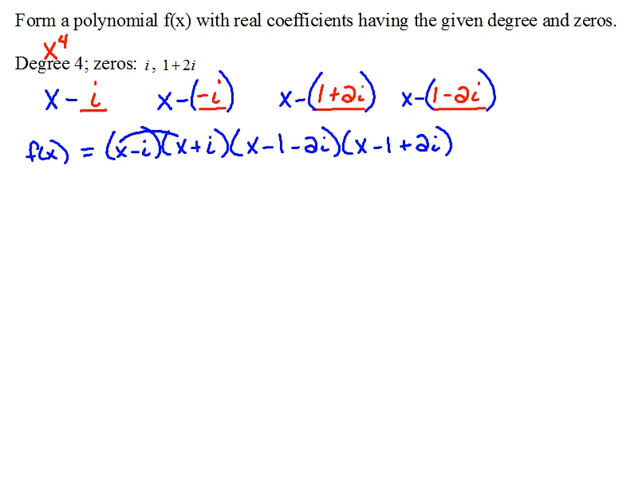 Form a polynomial f(x) with real coefficients having the given degree and zeros.
x⁴
Degree 4; zeros: i, 1+2i
x-i x-(-i) x-(1+2i) x-(1-2i)
f(x) = (x-i)(x+i)(x-1-2i)(x-1+2i)